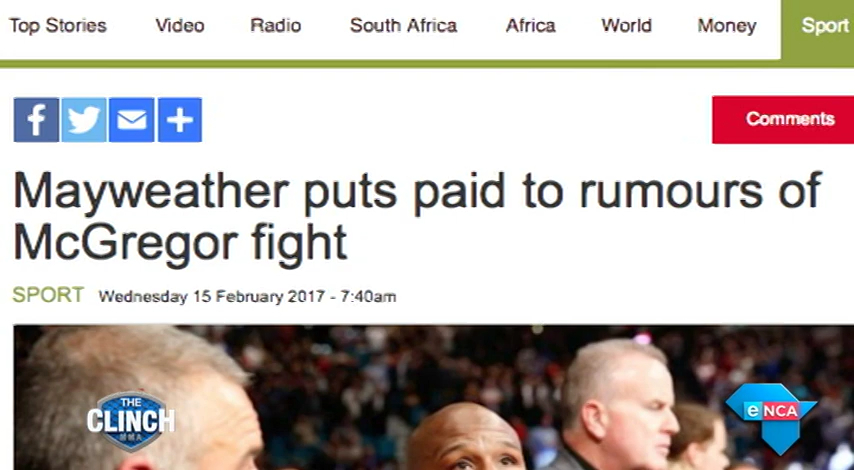 Top Stories Video Radio South Africa Africa World Money Sport
Comments
Mayweather puts paid to rumours of
McGregor fight
SPORT Wednesday 15 February 2017 - 7:40am
THE
CLINCH
MMA
eNCA